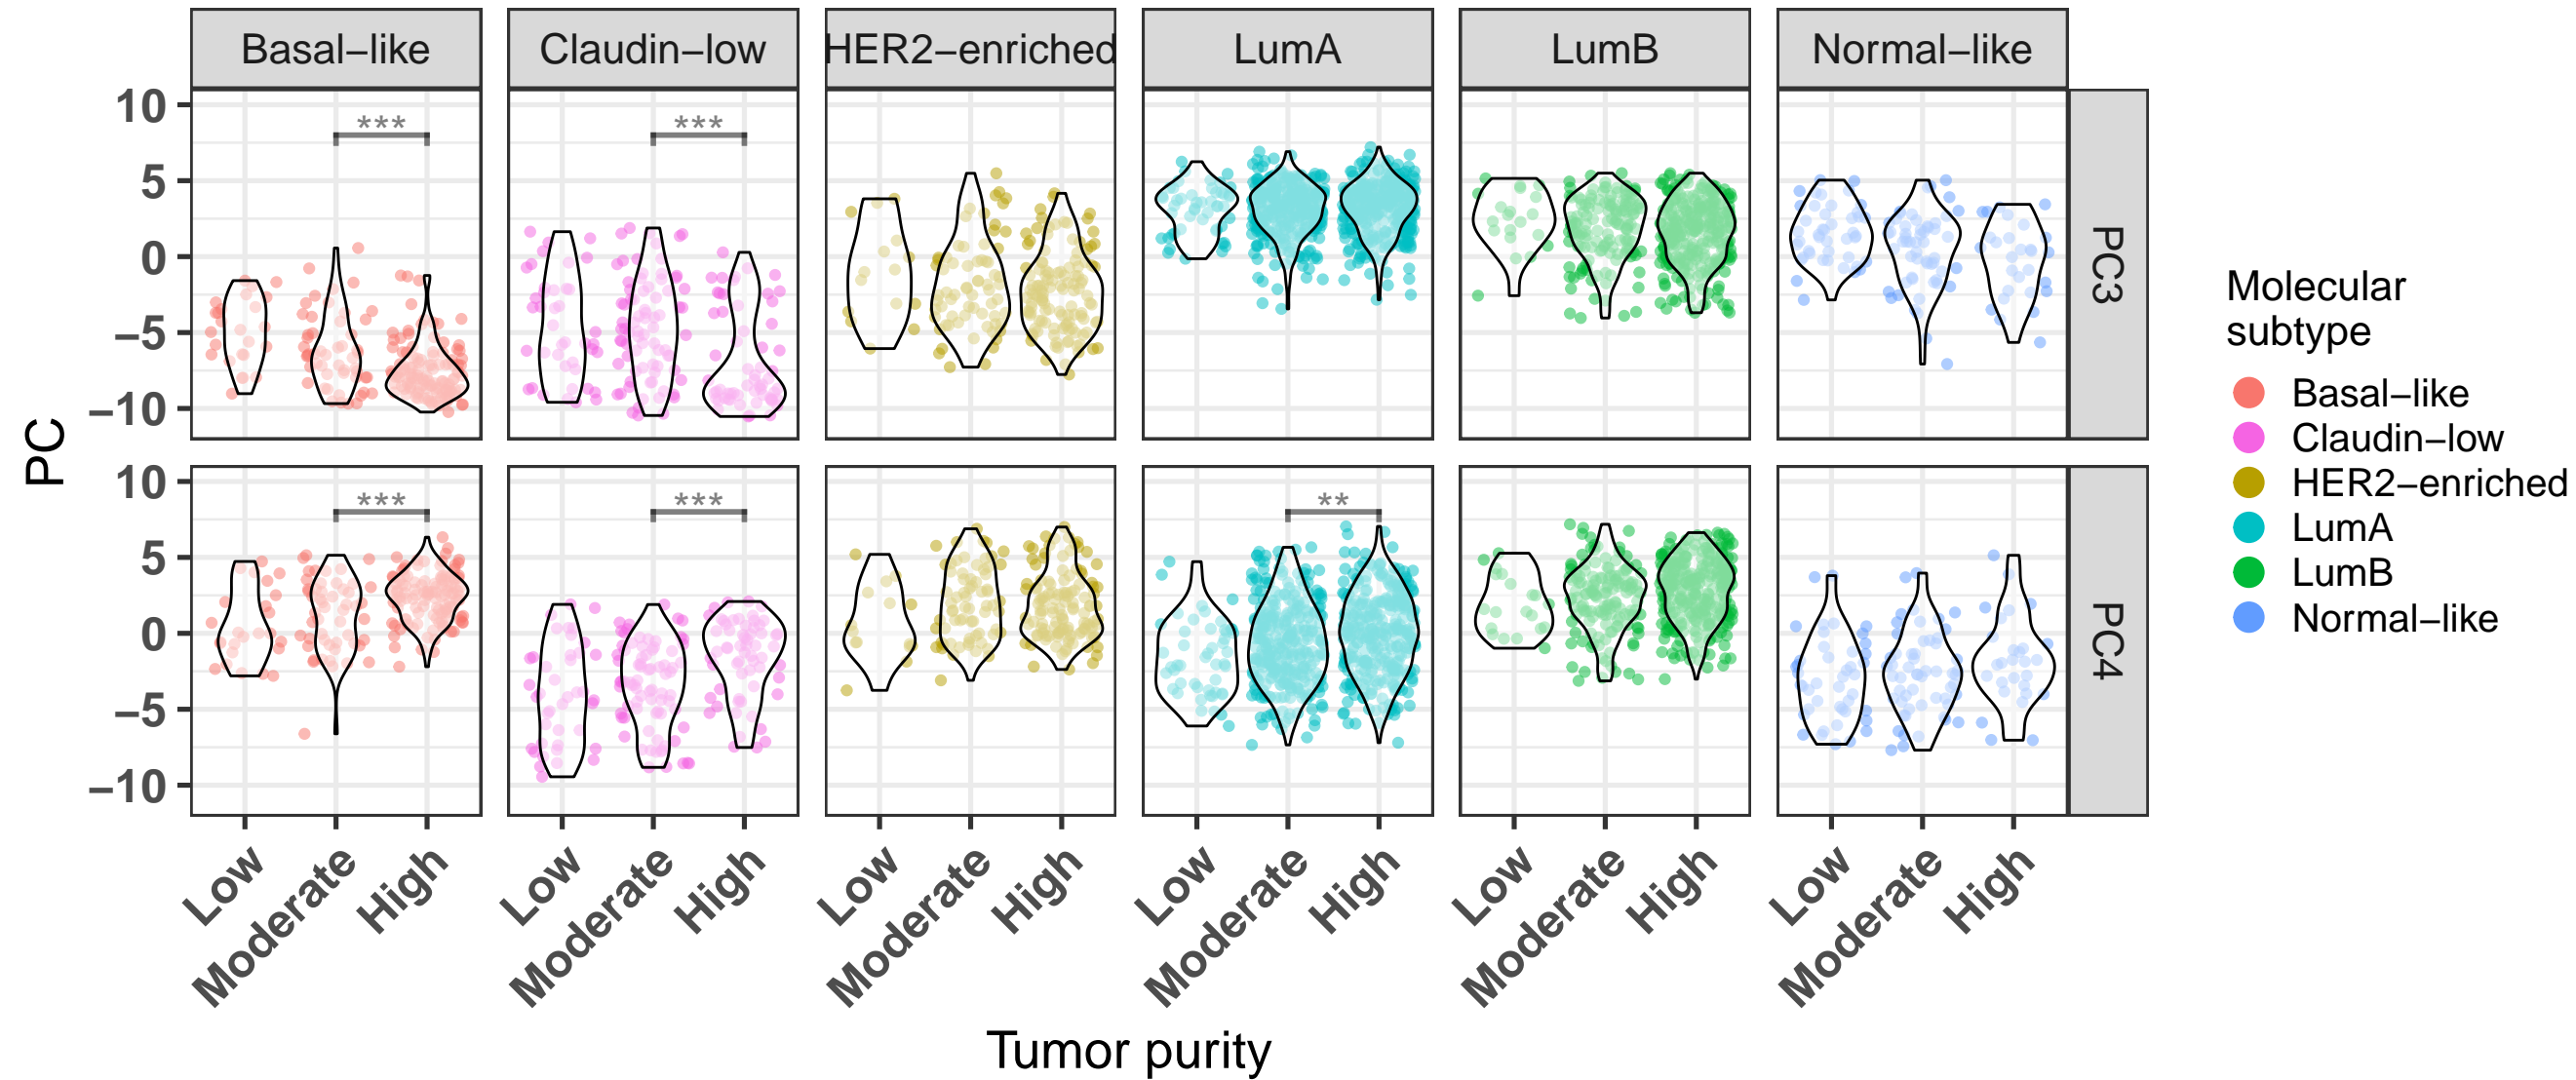 Basal−like Claudin−low HER2−enriched LumA LumB Normal−like
10 *** ***
5
0
−5
−10
PC3
PC
10 *** *** **
5
0
−5
−10
PC4
Low Moderate High Low Moderate High Low Moderate High Low Moderate High Low Moderate High Low Moderate High
Tumor purity
Molecular
subtype
Basal−like
Claudin−low
HER2−enriched
LumA
LumB
Normal−like